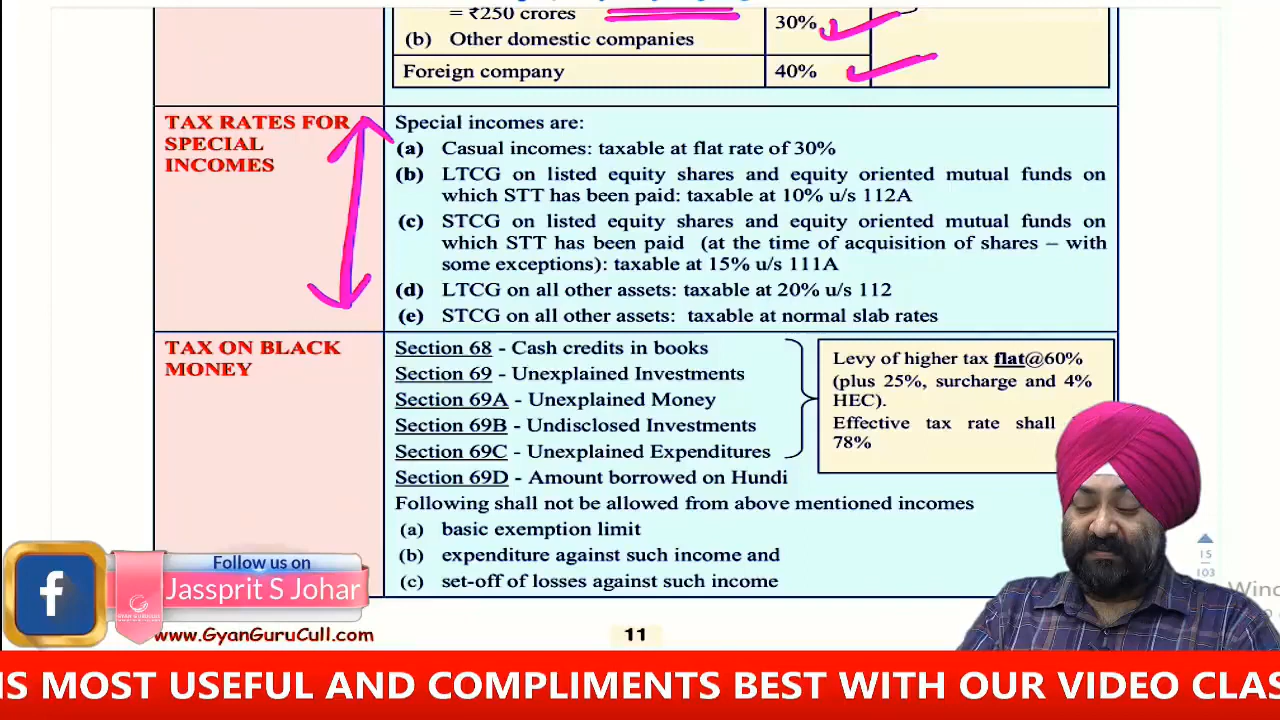 = ₹250 crores
30%
(b) Other domestic companies
Foreign company
40%
TAX RATES FOR
SPECIAL
INCOMES
Special incomes are:
(a) Casual incomes: taxable at flat rate of 30%
(b) LTCG on listed equity shares and equity oriented mutual funds on
which STT has been paid: taxable at 10% u/s 112A
(c) STCG on listed equity shares and equity oriented mutual funds on
which STT has been paid (at the time of acquisition of shares – with
some exceptions): taxable at 15% u/s 111A
(d) LTCG on all other assets: taxable at 20% u/s 112
(e) STCG on all other assets: taxable at normal slab rates
TAX ON BLACK
MONEY
Section 68 - Cash credits in books
Section 69 - Unexplained Investments
Section 69A - Unexplained Money
Section 69B - Undisclosed Investments
Section 69C - Unexplained Expenditures
Section 69D - Amount borrowed on Hundi
Levy of higher tax flat@60%
(plus 25%, surcharge and 4%
HEC).
Effective tax rate shall
78%
Following shall not be allowed from above mentioned incomes
(a) basic exemption limit
(b) expenditure against such income and
(c) set-off of losses against such income
Follow us on
Jassprit S Johar
GYAN GURUCULL
www.GyanGuruCull.com
11
15
103
Wind
IS MOST USEFUL AND COMPLIMENTS BEST WITH OUR VIDEO CLAS